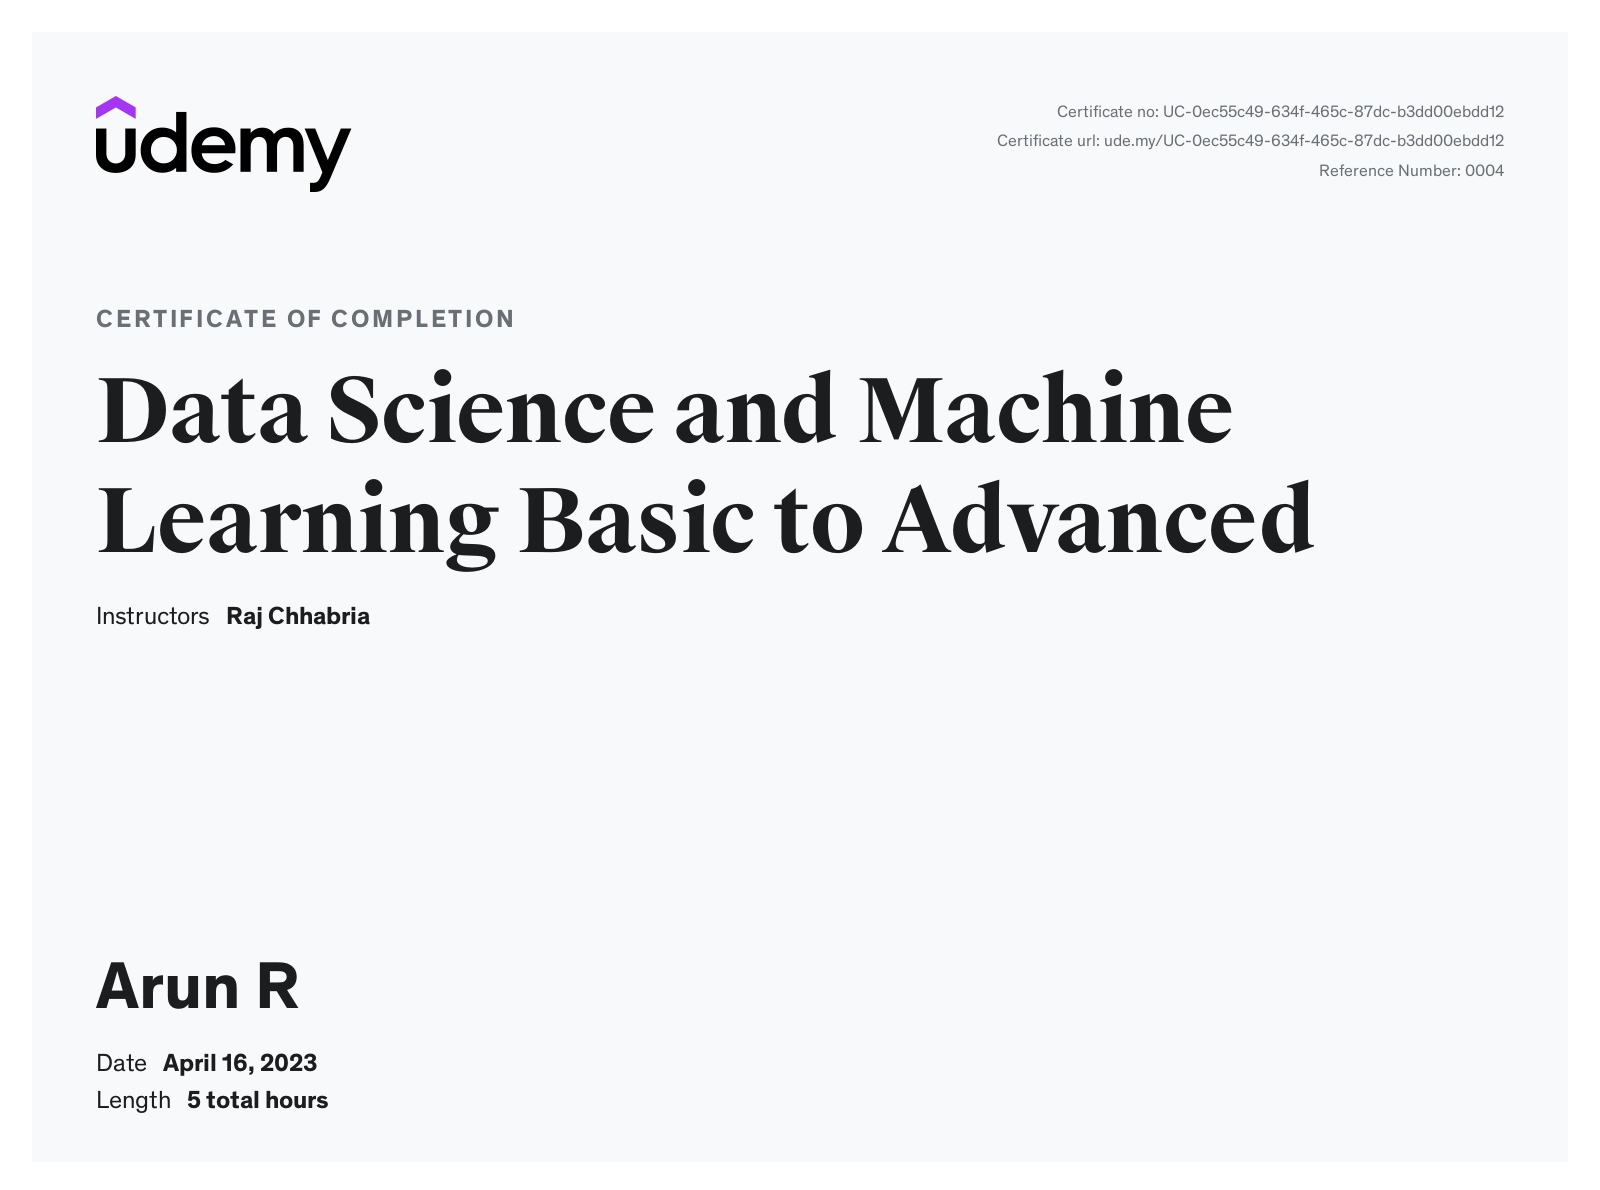 udemy
Certificate no: UC-0ec55c49-634f-465c-87dc-b3dd00ebdd12
Certificate url: ude.my/UC-0ec55c49-634f-465c-87dc-b3dd00ebdd12
Reference Number: 0004
CERTIFICATE OF COMPLETION
Data Science and Machine
Learning Basic to Advanced
Instructors Raj Chhabria
Arun R
Date April 16, 2023
Length 5 total hours